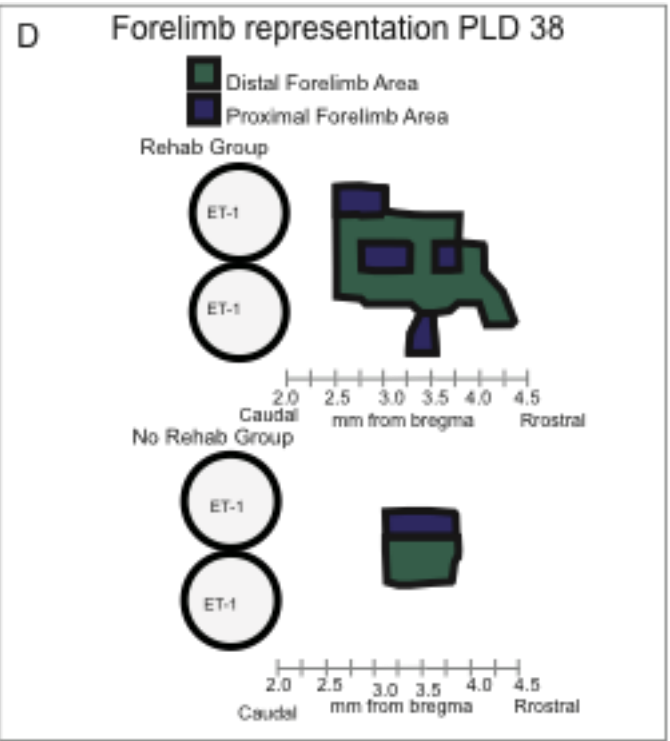 D
Forelimb representation PLD 38
Distal Forelimb Area
Proximal Forelimb Area
Rehab Group
ET-1
ET-1
2.0 2.5 3.0 3.5 4.0 4.5
Caudal mm from bregma Rrostral
No Rehab Group
ET-1
ET-1
2.0 2.5 3.0 3.5 4.0 4.5
Caudal mm from bregma Rrostral